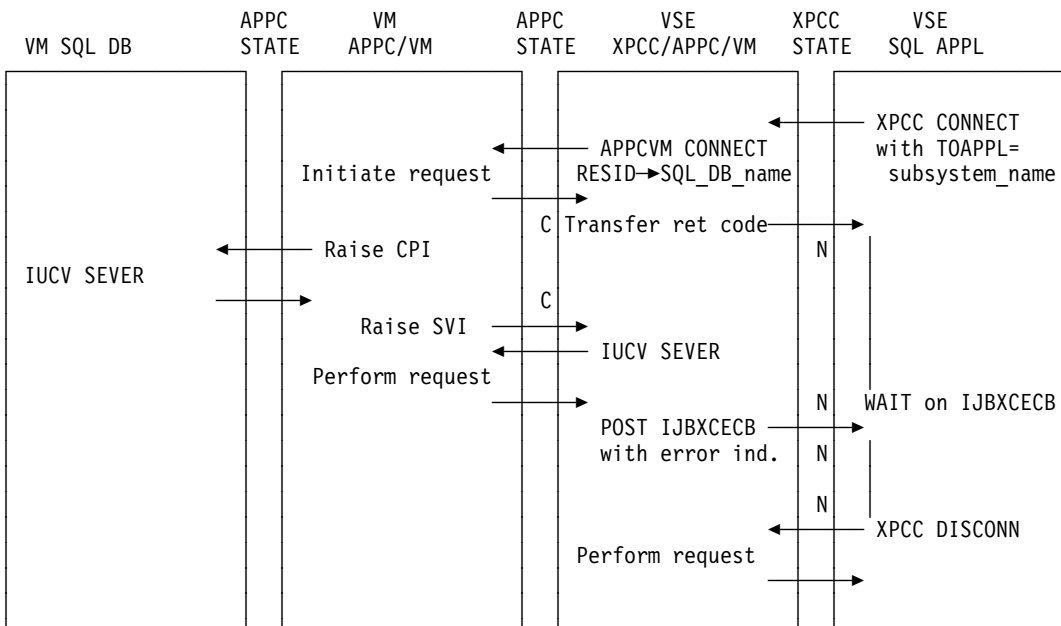 APPC VM APPC VSE XPCC VSE
VM SQL DB STATE APPC/VM STATE XPCC/APPC/VM STATE SQL APPL
XPCC CONNECT
APPCVM CONNECT with TOAPPL=
Initiate request RESID→SQL_DB_name subsystem_name
C Transfer ret code
Raise CPI N
IUCV SEVER
C
Raise SVI
IUCV SEVER
Perform request
N WAIT on IJBXCECB
POST IJBXCECB
with error ind. N
N
XPCC DISCONN
Perform request